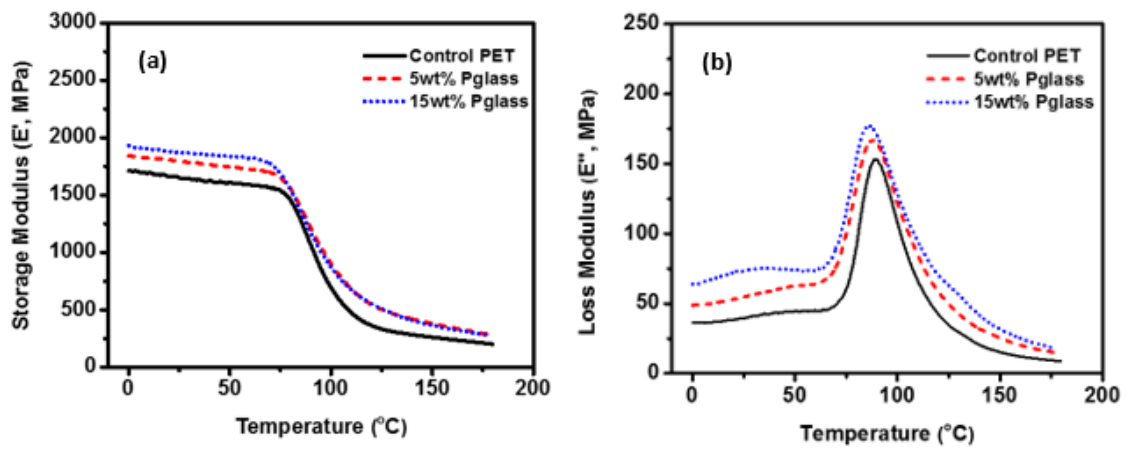 (a)
Control PET
5wt% Pglass
15wt% Pglass
3000
2500
2000
1500
1000
500
0
Storage Modulus (E', MPa)
0
50
100
150
200
Temperature (°C)
(b)
Control PET
5wt% Pglass
15wt% Pglass
250
200
150
100
50
0
Loss Modulus (E", MPa)
0
50
100
150
200
Temperature (°C)